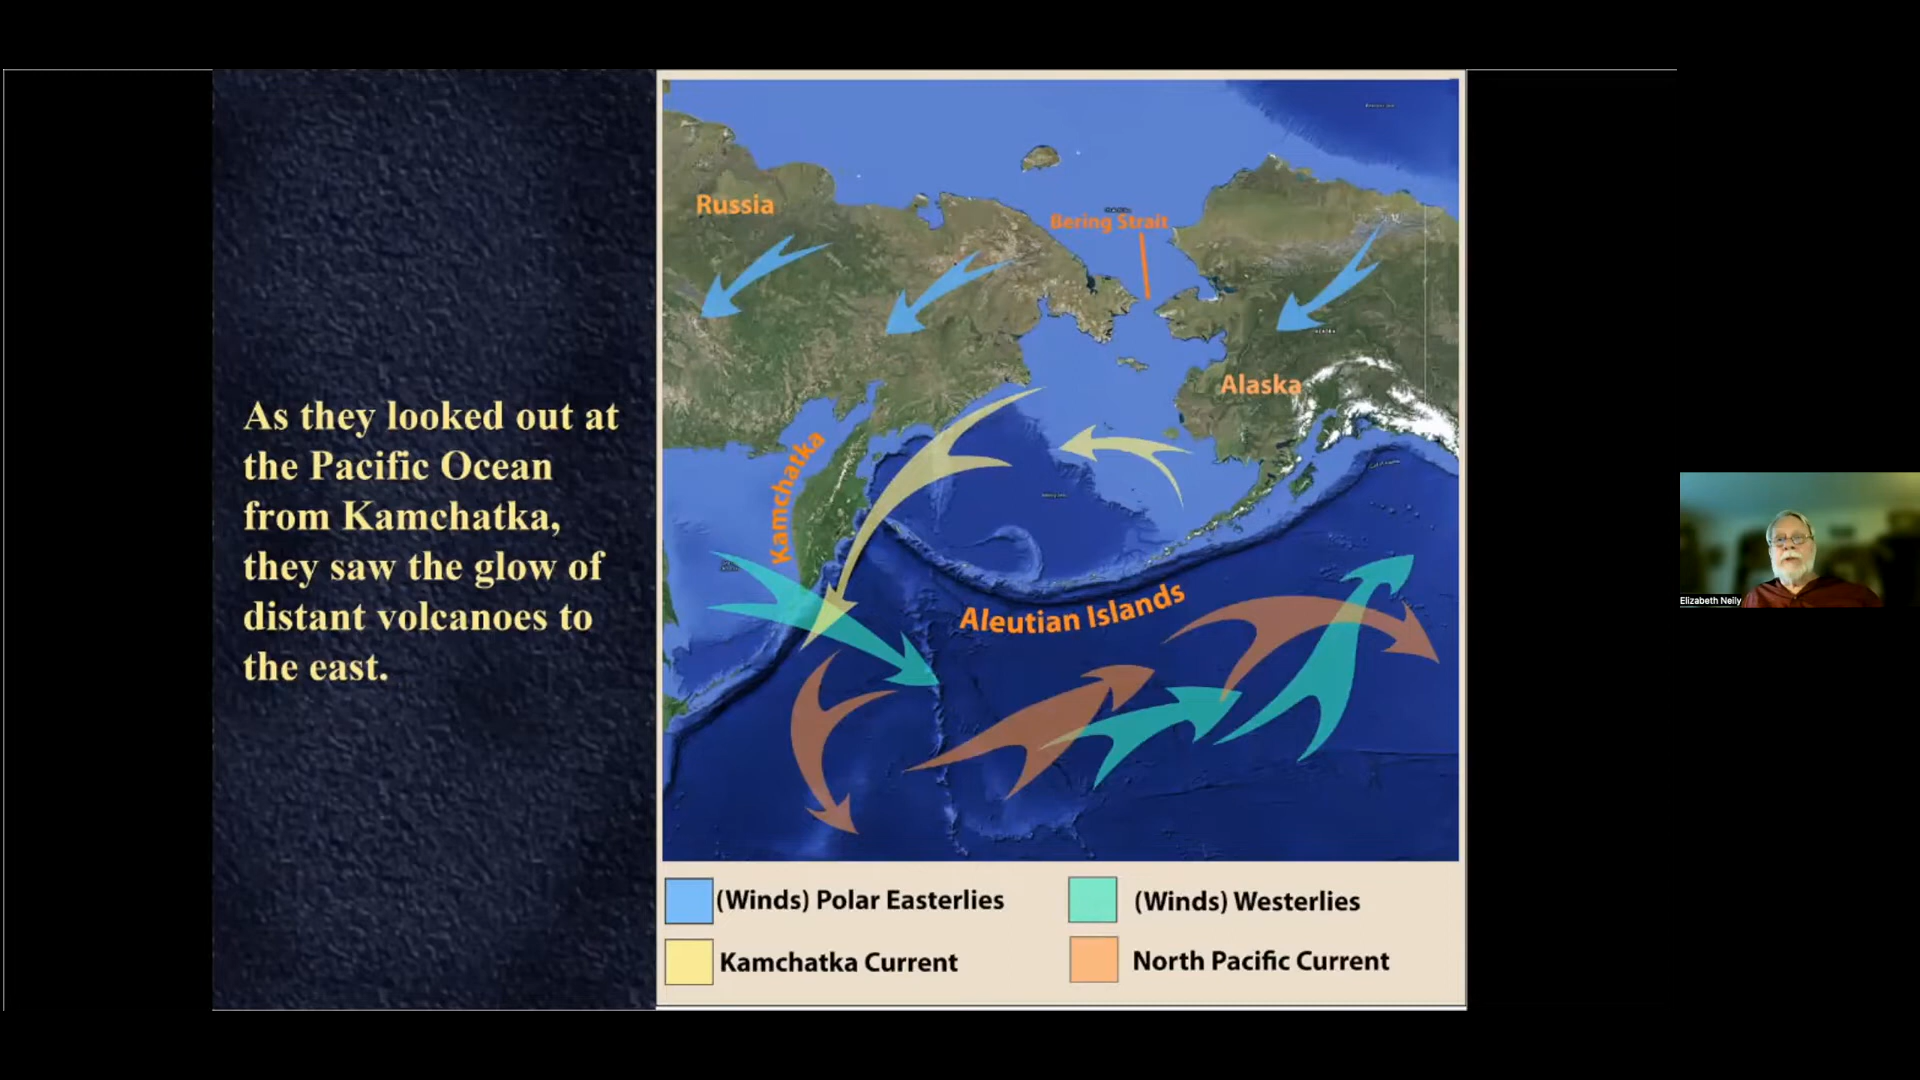 As they looked out at
the Pacific Ocean
from Kamchatka,
they saw the glow of
distant volcanoes to
the east.
Russia
Bering Strait
Alaska
Kamchatka
Aleutian Islands
(Winds) Polar Easterlies
(Winds) Westerlies
Kamchatka Current
North Pacific Current
Elizabeth Neily